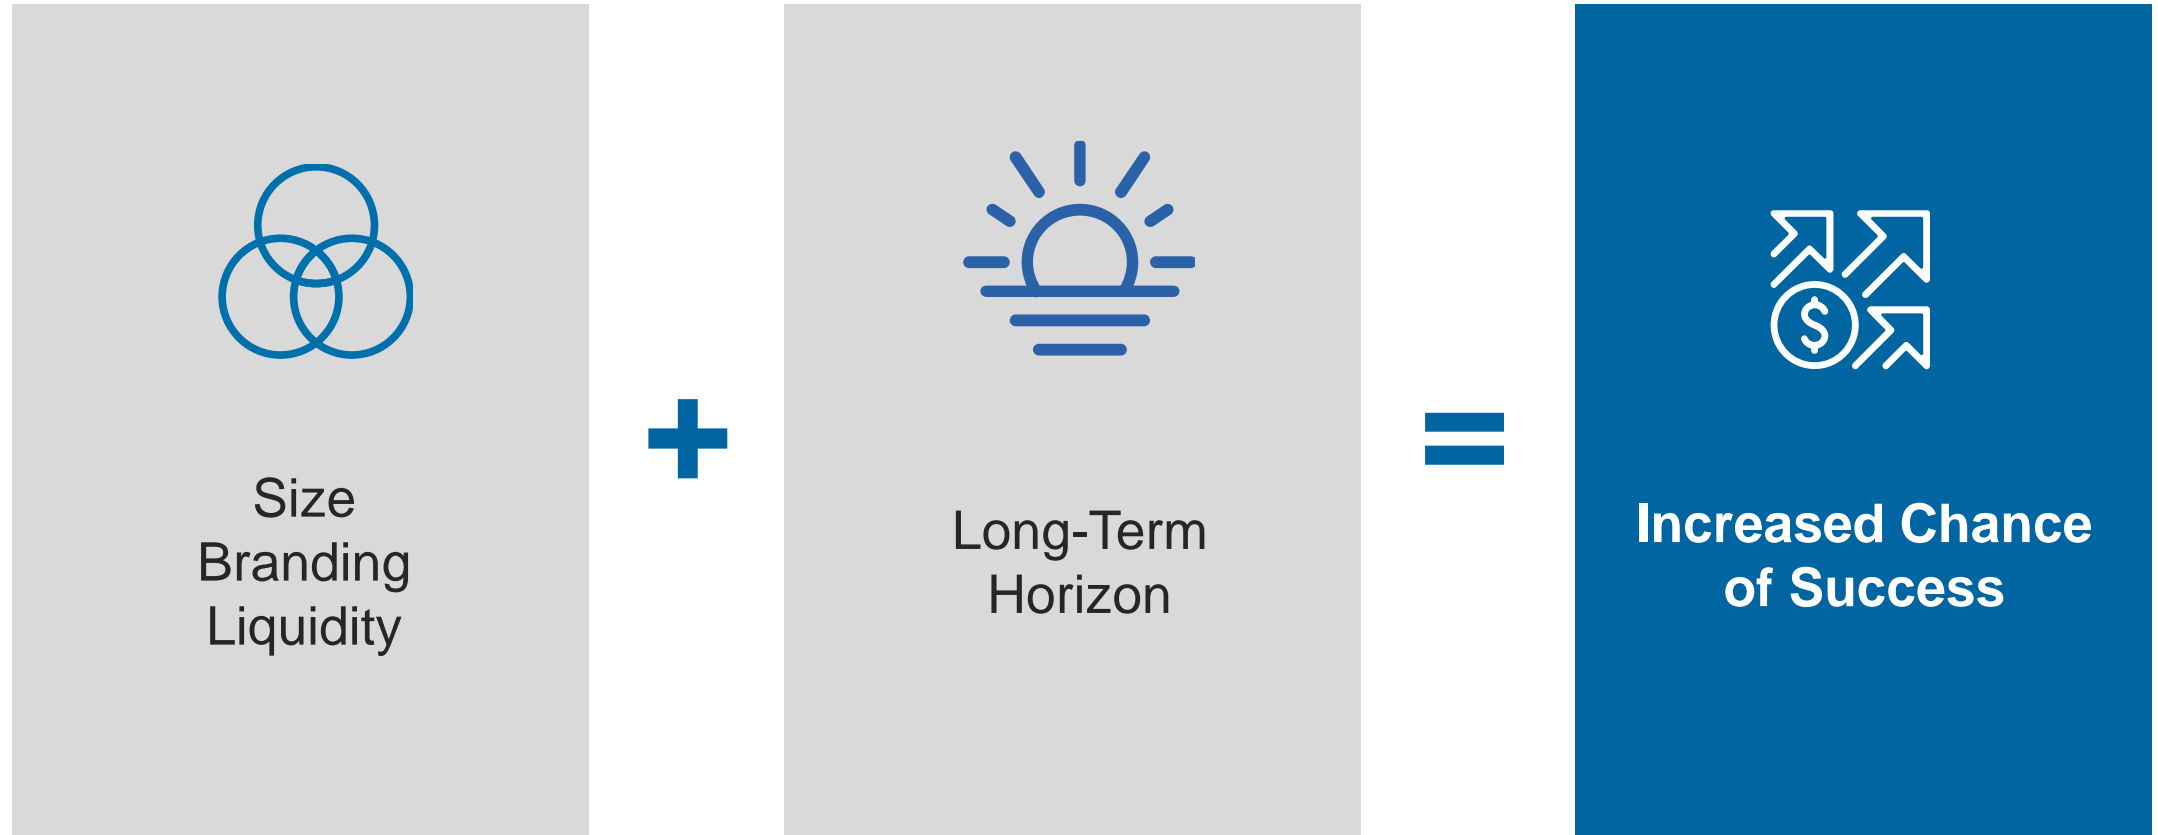 Size
Branding
Liquidity
+
Long-Term
Horizon
=
$
Increased Chance
of Success